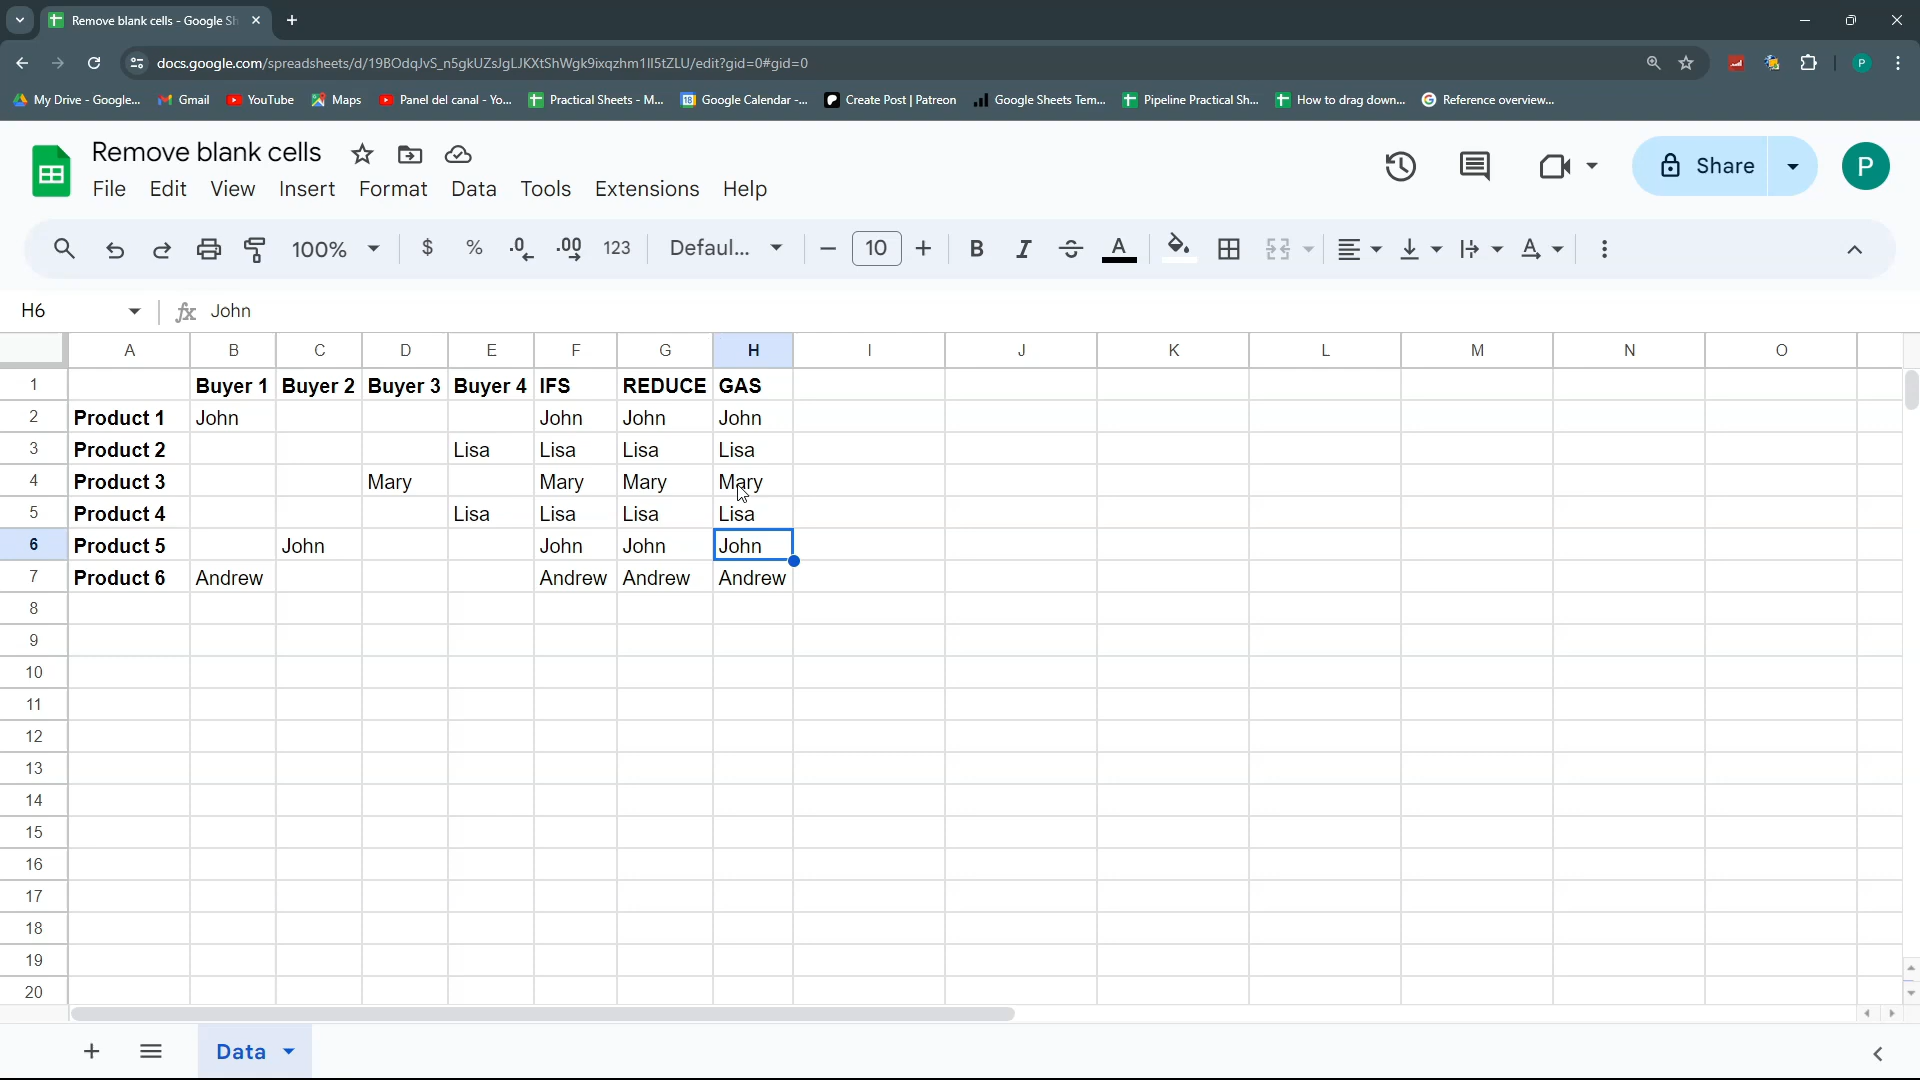 Remove blank cells - Google Sh
docs.google.com/spreadsheets/d/19BOdqJvS_n5gkUZsJgLJKXtShWgk9ixqzhm1lI5tZLU/edit?gid=0#gid=0
P
My Drive - Google... Gmail YouTube Maps Panel del canal - Yo... Practical Sheets - M... Google Calendar -... Create Post | Patreon Google Sheets Tem... Pipeline Practical Sh... How to drag down... Reference overview...
Remove blank cells
File Edit View Insert Format Data Tools Extensions Help
Share
P
100% $ % .0 .00 123 Defaul... 10 B I S A
H6 fx John
A B C D E F G H I J K L M N O
1 Buyer 1 Buyer 2 Buyer 3 Buyer 4 IFS REDUCE GAS
2 Product 1 John John John John
3 Product 2 Lisa Lisa Lisa Lisa
4 Product 3 Mary Mary Mary Mary
5 Product 4 Lisa Lisa Lisa Lisa
6 Product 5 John John John John
7 Product 6 Andrew Andrew Andrew Andrew
8
9
10
11
12
13
14
15
16
17
18
19
20
Data